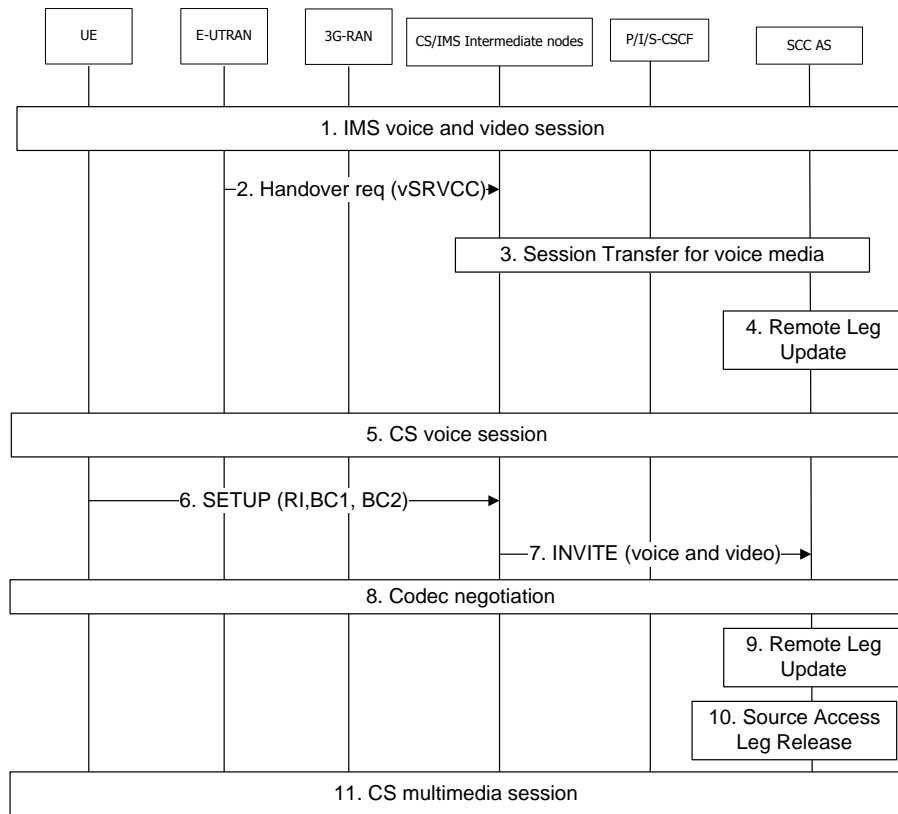 UE
E-UTRAN
3G-RAN
CS/IMS Intermediate nodes
P/I/S-CSCF
SCC AS
1. IMS voice and video session
2. Handover req (vSRVCC)
3. Session Transfer for voice media
4. Remote Leg
Update
5. CS voice session
6. SETUP (RI,BC1, BC2)
7. INVITE (voice and video)
8. Codec negotiation
9. Remote Leg
Update
10. Source Access
Leg Release
11. CS multimedia session